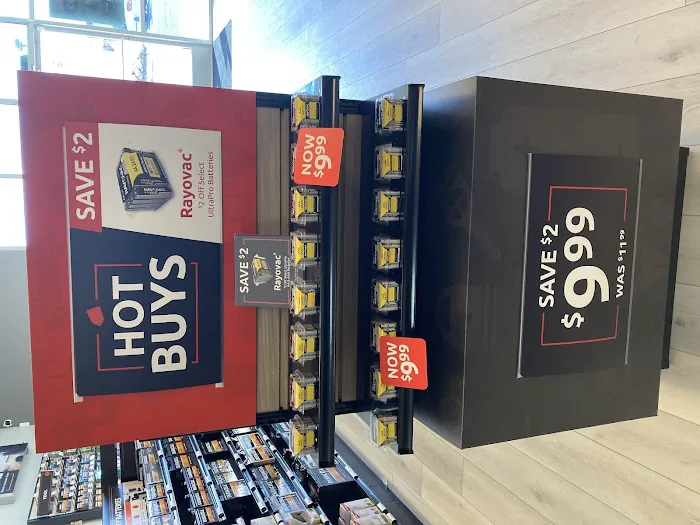 SAVE $2
Rayovac®
$2 Off Select
UltraPro Batteries
HOT
BUYS
SAVE $2
Rayovac®
NOW
$9.99
NOW
$9.99
SAVE $2
$9.99
WAS $11.99